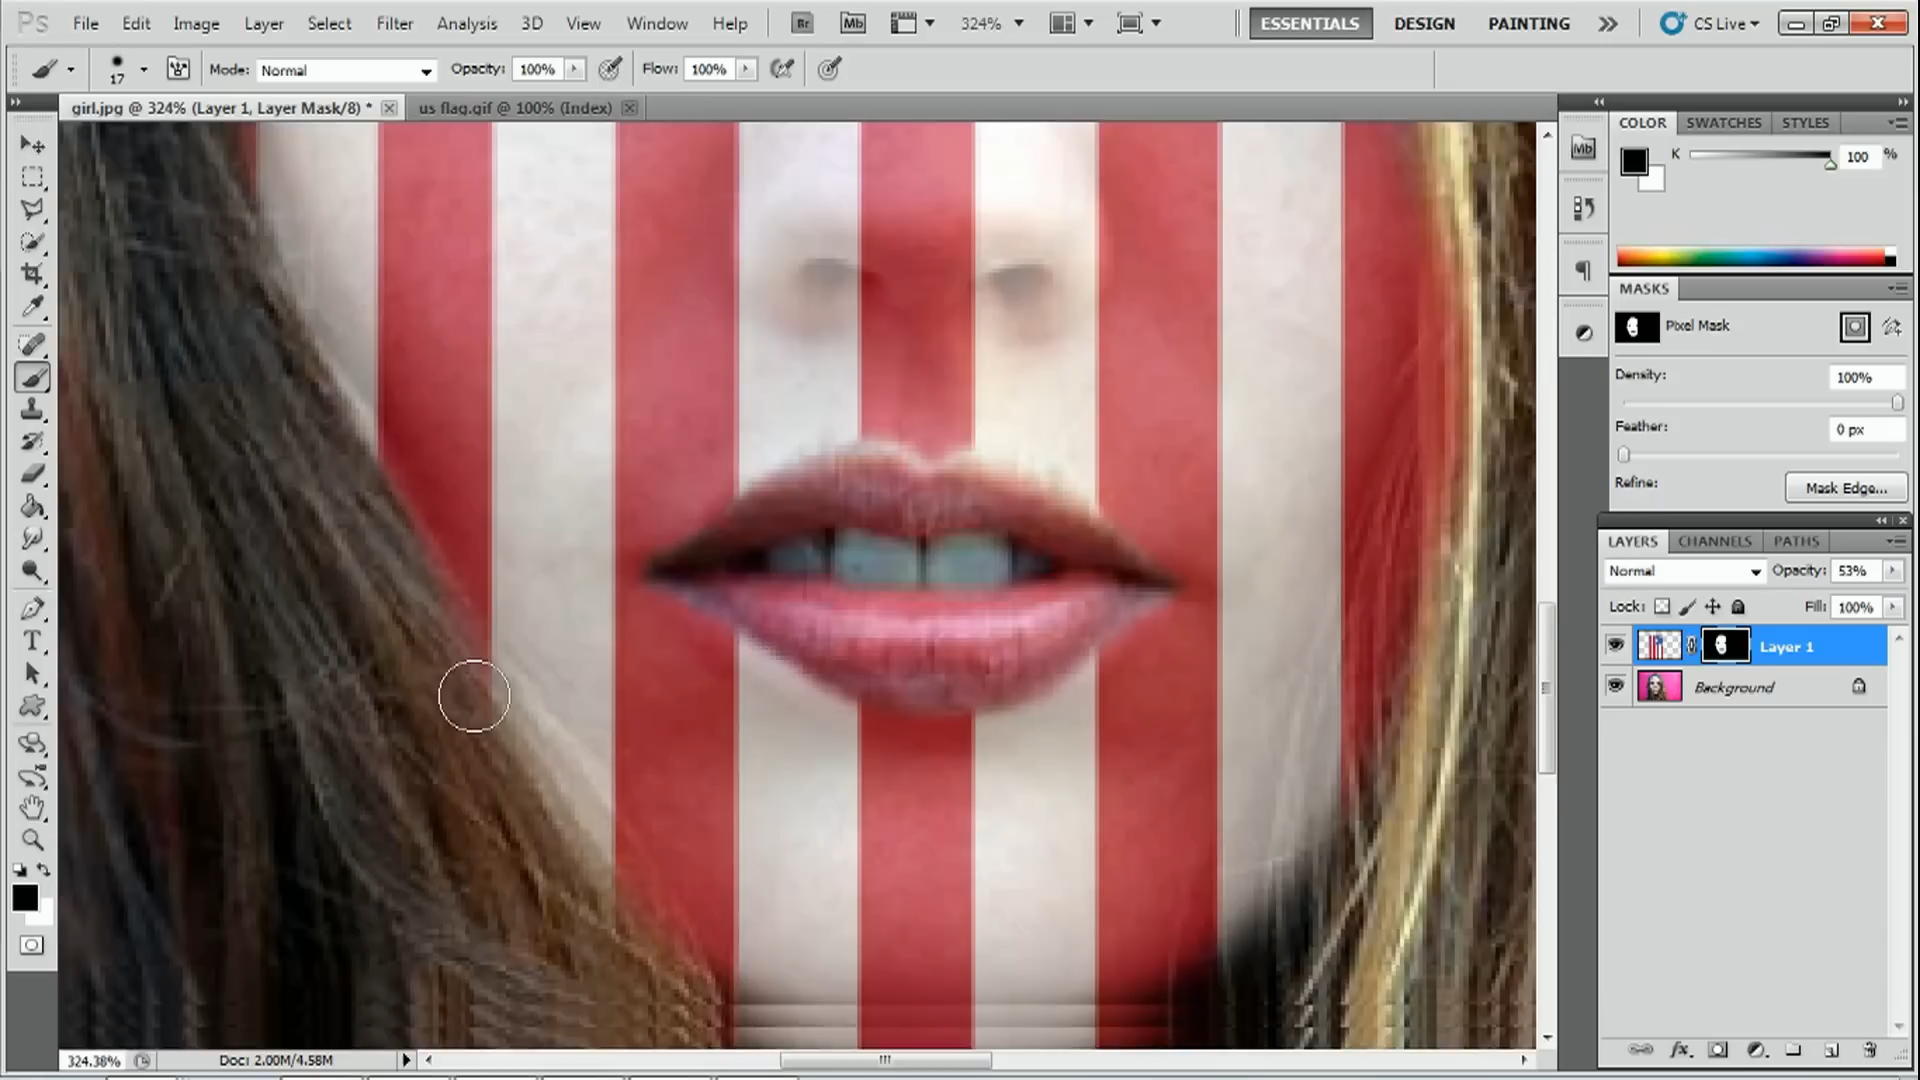 Ps File Edit Image Layer Select Filter Analysis 3D View Window Help Br Mb 324% ESSENTIALS DESIGN PAINTING CS Live
17 Mode: Normal Opacity: 100% Flow: 100%
girl.jpg @ 324% (Layer 1, Layer Mask/8) * us flag.gif @ 100% (Index)
COLOR SWATCHES STYLES
Mb
K 100 %
MASKS
Pixel Mask
Density: 100%
Feather: 0 px
Refine: Mask Edge...
LAYERS CHANNELS PATHS
Normal Opacity: 53%
Lock: Fill: 100%
Layer 1
Background
T
324.38% Doc: 2.00M/4.58M
fx